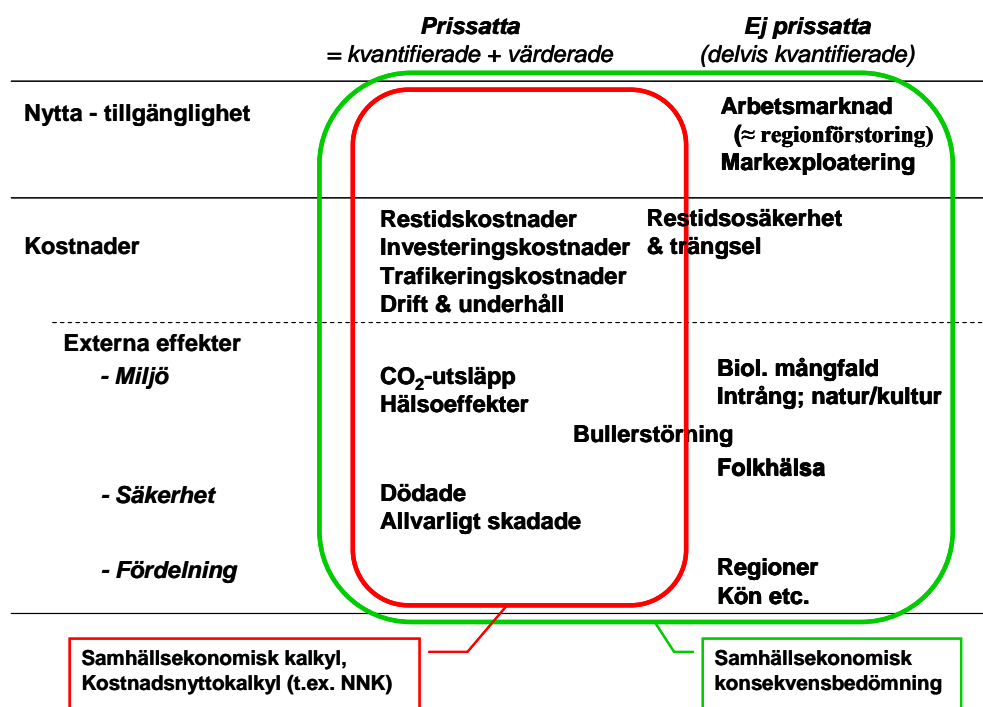 Prissatta
= kvantifierade + värderade
Ej prissatta
(delvis kvantifierade)
Nytta - tillgänglighet
Arbetsmarknad
(≈ regionförstoring)
Markexploatering
Kostnader
Restidskostnader
Investeringskostnader
Trafikeringskostnader
Drift & underhåll
Restidsosäkerhet
& trängsel
Externa effekter
- Miljö
CO₂-utsläpp
Hälsoeffekter
Biol. mångfald
Intrång; natur/kultur
Bullerstörning
Folkhälsa
- Säkerhet
Dödade
Allvarligt skadade
- Fördelning
Regioner
Kön etc.
Samhällsekonomisk kalkyl,
Kostnadsnyttokalkyl (t.ex. NNK)
Samhällsekonomisk
konsekvensbedömning